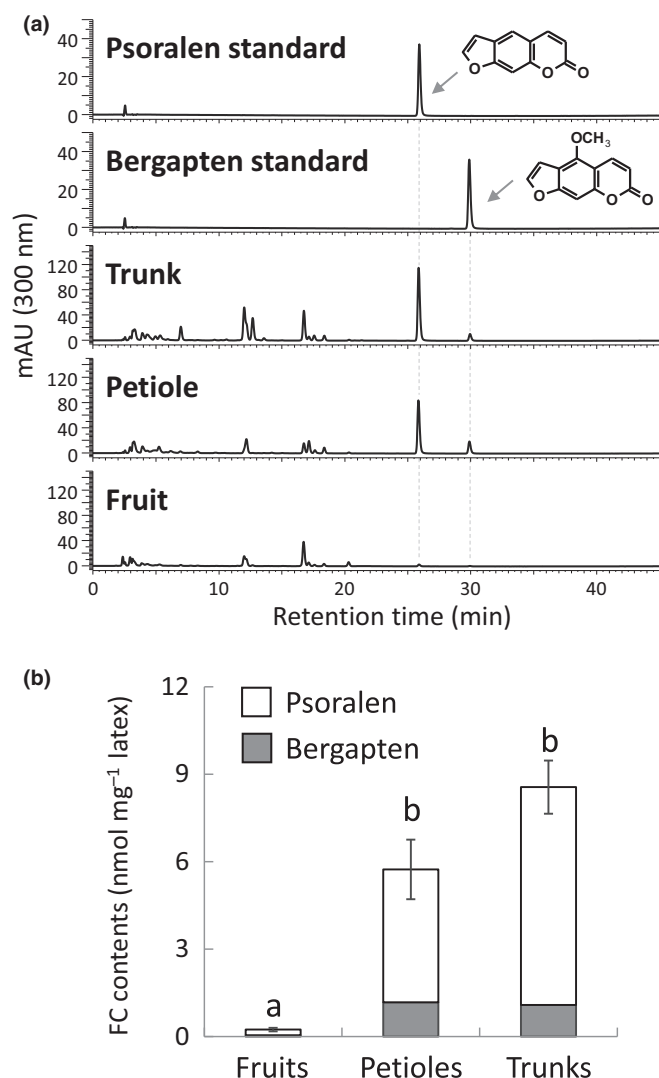 (a)
40
20
0
Psoralen standard
O
O
O
40
20
0
Bergapten standard
OCH₃
O
O
O
120
80
40
0
Trunk
120
80
40
0
Petiole
120
80
40
0
Fruit
mAU (300 nm)
0 10 20 30 40
Retention time (min)
(b)
FC contents (nmol mg⁻¹ latex)
12
9
6
3
0
Psoralen
Bergapten
a
b
b
Fruits Petioles Trunks